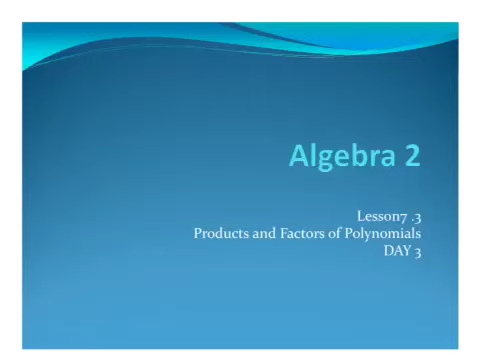 Algebra 2
Lesson7 .3
Products and Factors of Polynomials
DAY 3